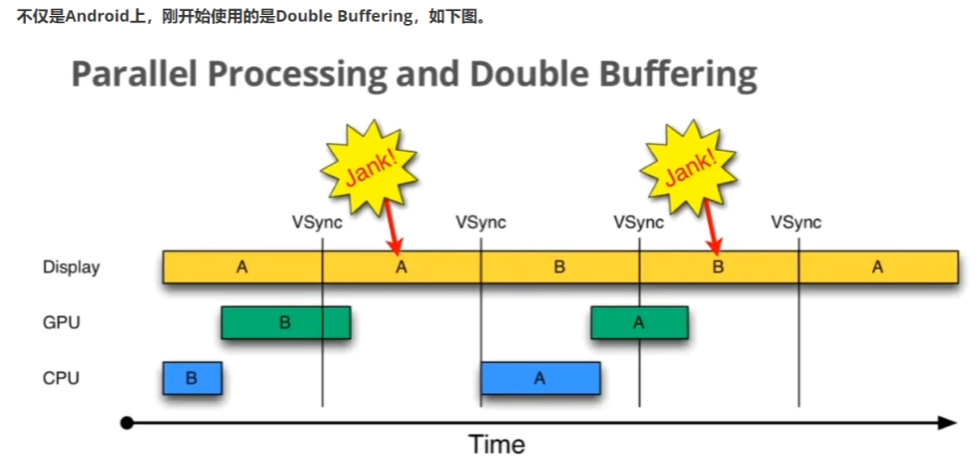 不仅是Android上，刚开始使用的是Double Buffering，如下图。
Parallel Processing and Double Buffering
Jank!
Jank!
VSync
VSync
VSync
VSync
Display
A
A
B
B
A
GPU
B
A
CPU
B
A
Time